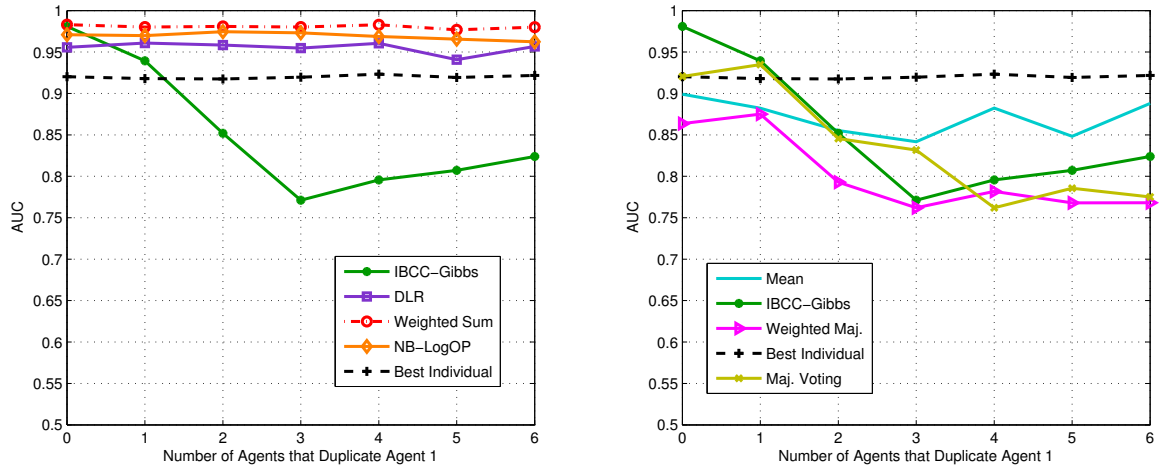 1
0.95
0.9
0.85
0.8
0.75
0.7
0.65
0.6
0.55
0.5
AUC
0 1 2 3 4 5 6
Number of Agents that Duplicate Agent 1
IBCC-Gibbs
DLR
Weighted Sum
NB-LogOP
Best Individual
1
0.95
0.9
0.85
0.8
0.75
0.7
0.65
0.6
0.55
0.5
AUC
0 1 2 3 4 5 6
Number of Agents that Duplicate Agent 1
Mean
IBCC-Gibbs
Weighted Maj.
Best Individual
Maj. Voting